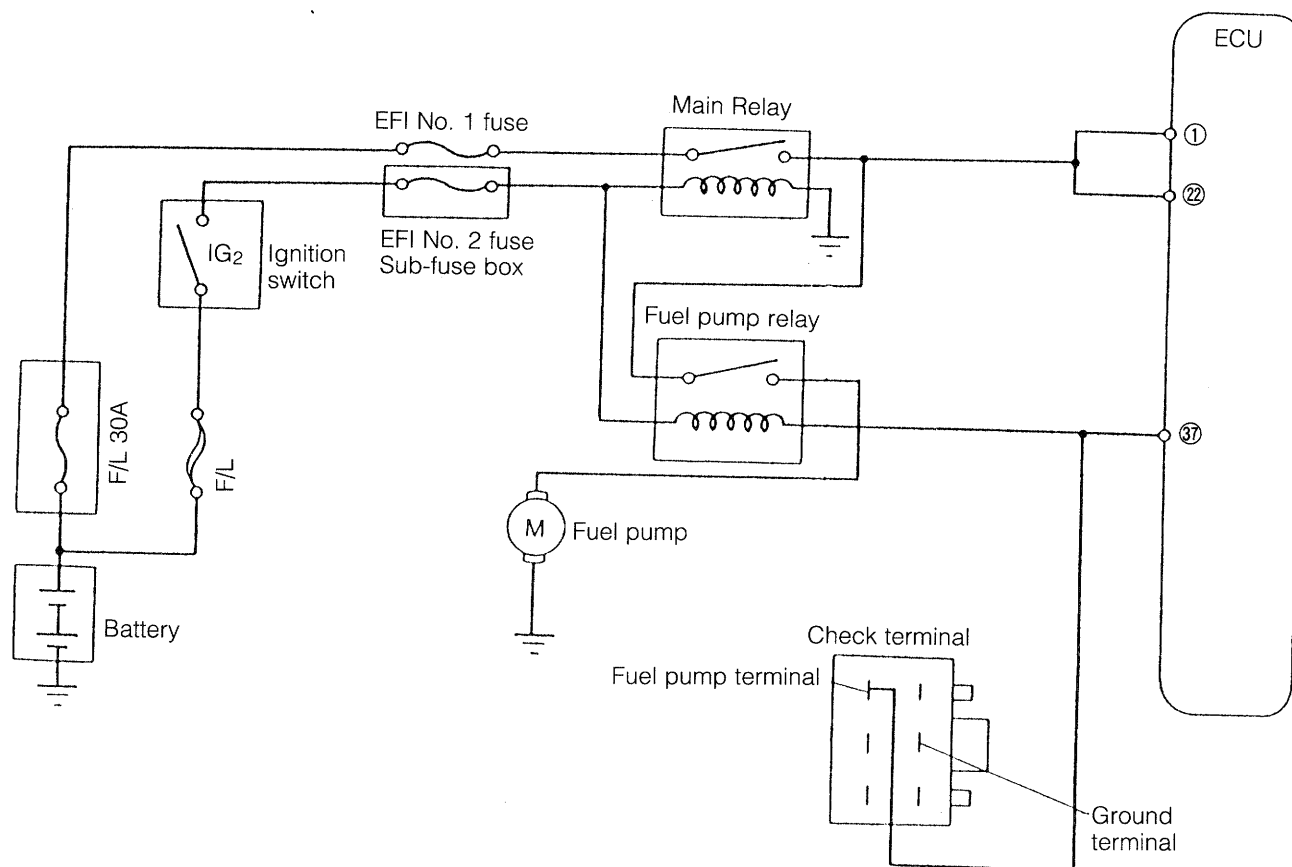 ECU
Main Relay
EFI No. 1 fuse
①
㉒
IG2
Ignition
switch
EFI No. 2 fuse
Sub-fuse box
Fuel pump relay
F/L 30A
F/L
㊲
M
Fuel pump
Battery
Check terminal
Fuel pump terminal
Ground
terminal